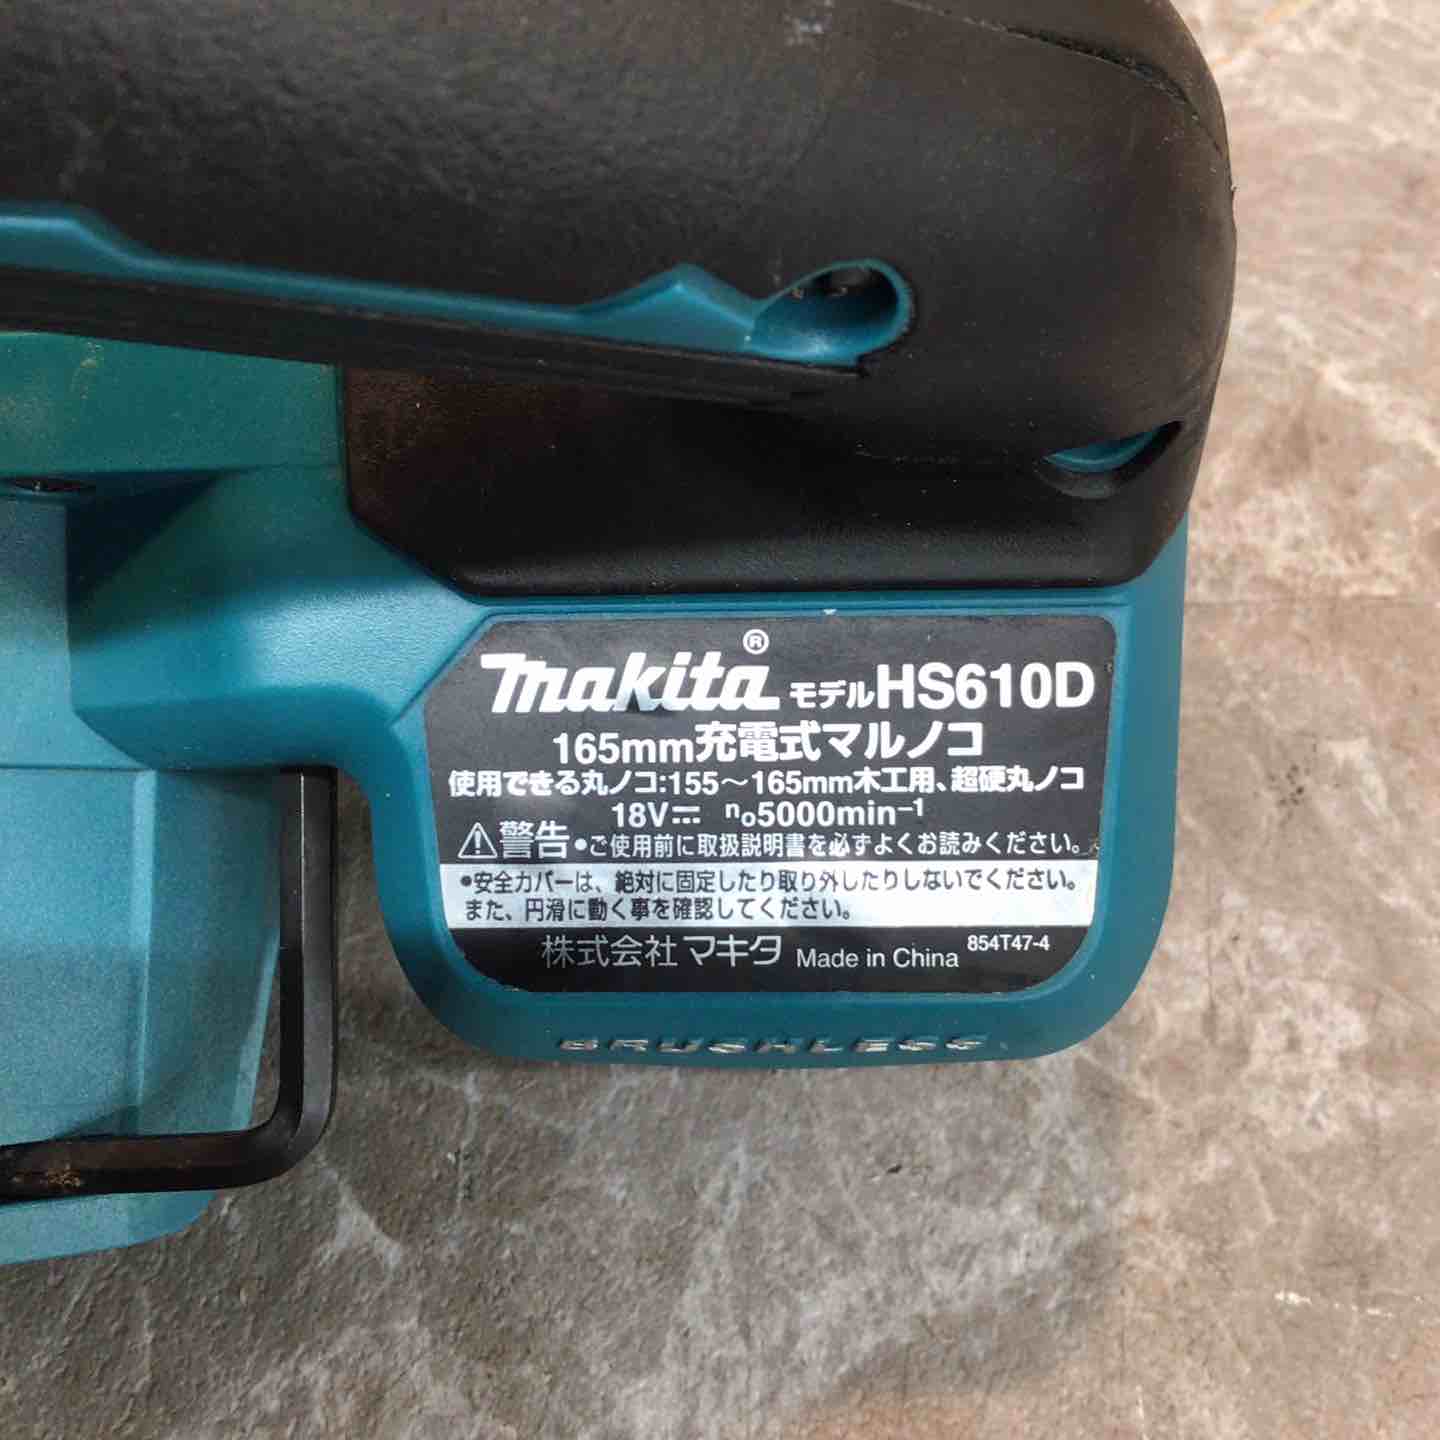 makita® モデルHS610D
165mm充電式マルノコ
使用できる丸ノコ:155～165mm木工用、超硬丸ノコ
18V⎓ n₀5000min⁻¹
⚠警告 •ご使用前に取扱説明書を必ずよくお読みください。
•安全カバーは、絶対に固定したり取り外したりしないでください。
また、円滑に動く事を確認してください。
株式会社マキタ Made in China 854T47-4
BRUSHLESS